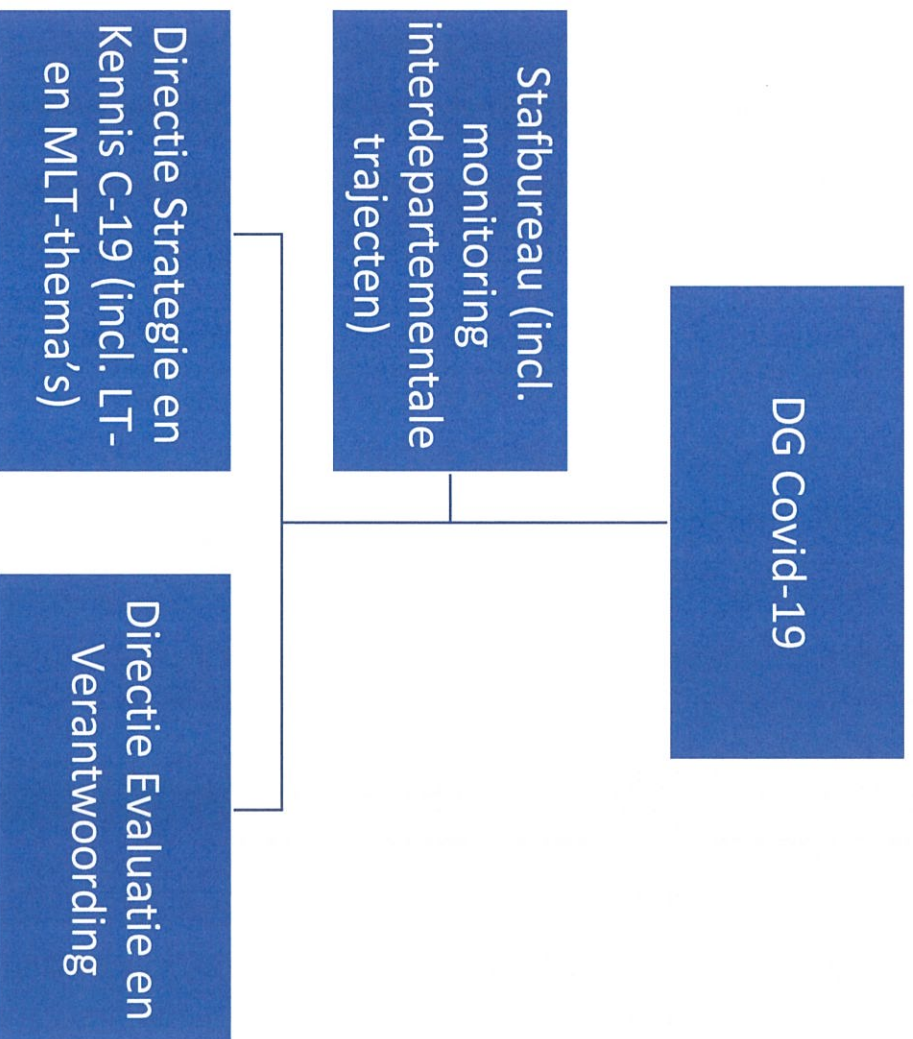 DG Covid-19
Stafbureau (incl.
monitoring
interdepartementale
trajecten)
Directie Strategie en
Kennis C-19 (incl. LT-
en MLT-thema's)
Directie Evaluatie en
Verantwoording